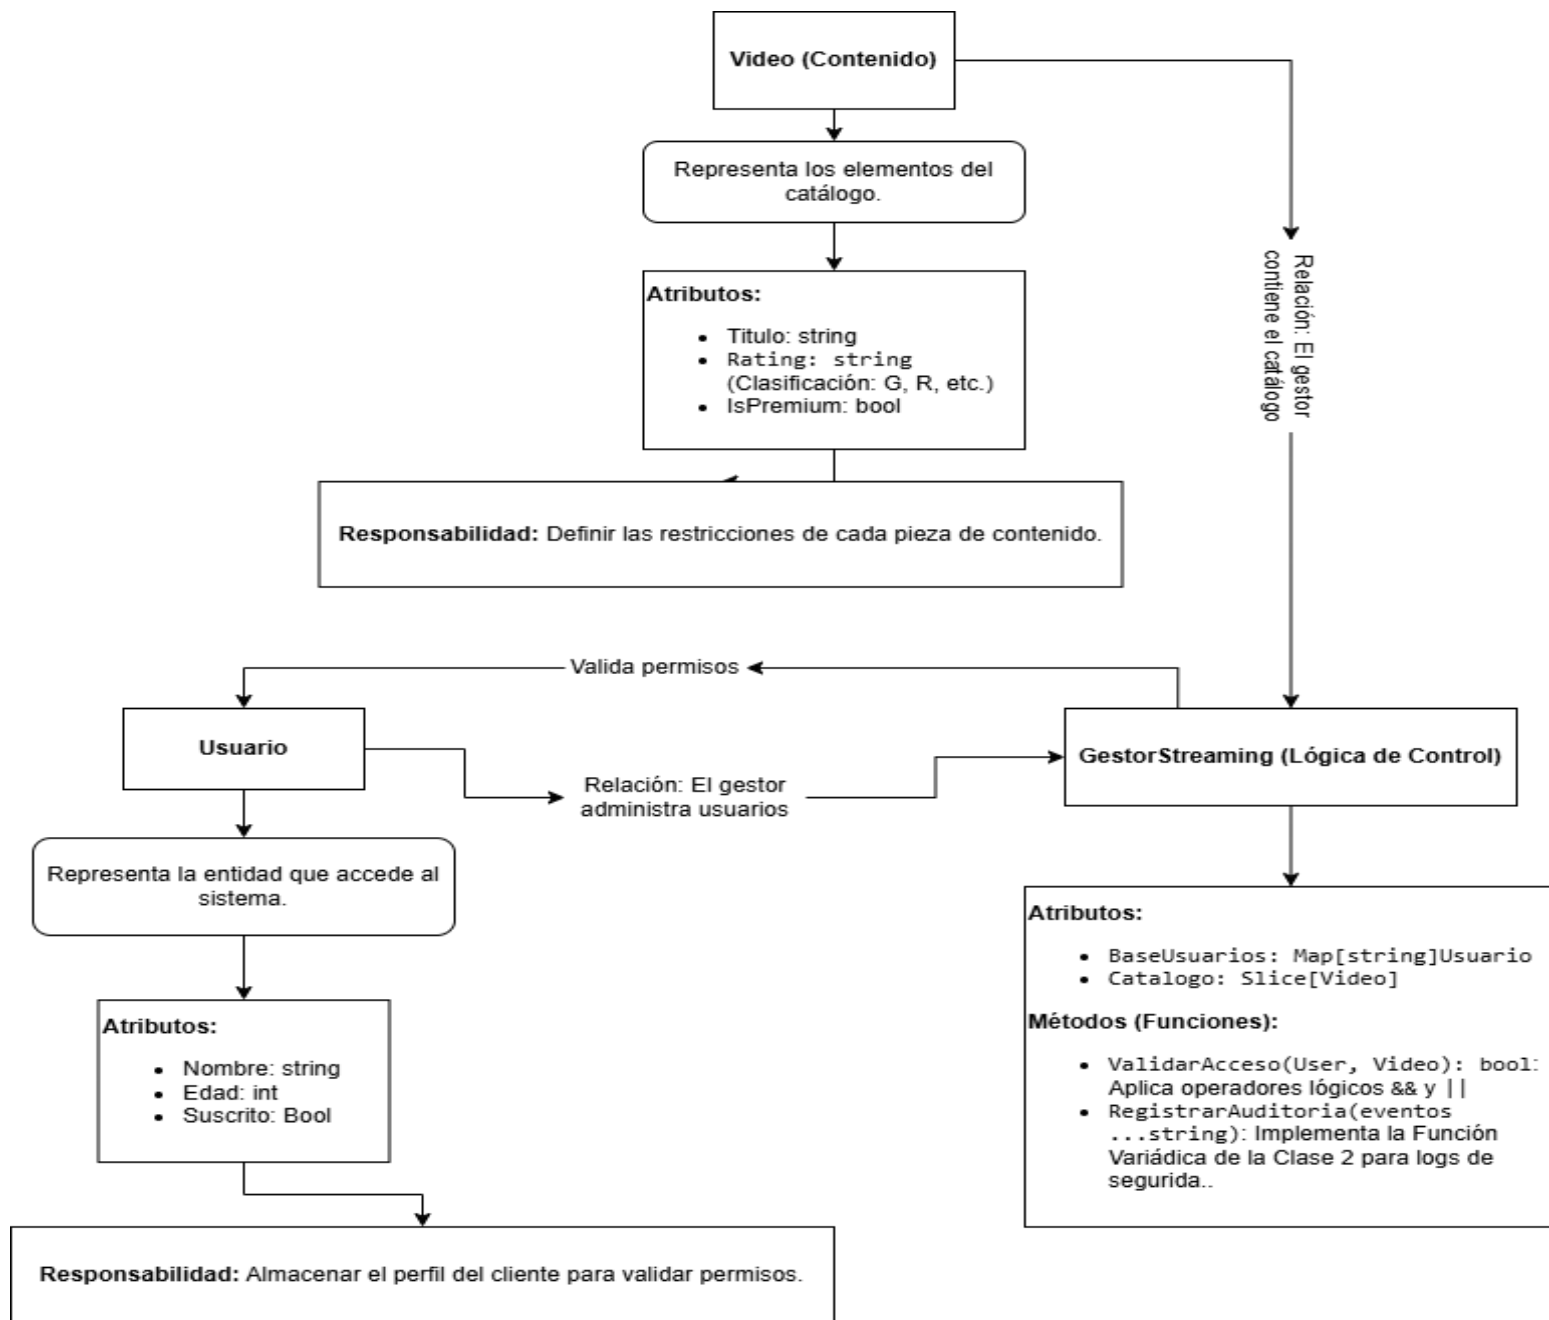 Video (Contenido)
Representa los elementos del
catálogo.
Atributos:
• Titulo: string
• Rating: string
(Clasificación: G, R, etc.)
• IsPremium: bool
Relación: El gestor
contiene el catálogo
Responsabilidad: Definir las restricciones de cada pieza de contenido.
Valida permisos
Usuario
Relación: El gestor
administra usuarios
GestorStreaming (Lógica de Control)
Representa la entidad que accede al
sistema.
Atributos:
• Nombre: string
• Edad: int
• Suscrito: Bool
Atributos:
• BaseUsuarios: Map[string]Usuario
• Catalogo: Slice[Video]
Métodos (Funciones):
• ValidarAcceso(User, Video): bool:
Aplica operadores lógicos && y ||
• RegistrarAuditoria(eventos
...string): Implementa la Función
Variádica de la Clase 2 para logs de
segurida..
Responsabilidad: Almacenar el perfil del cliente para validar permisos.